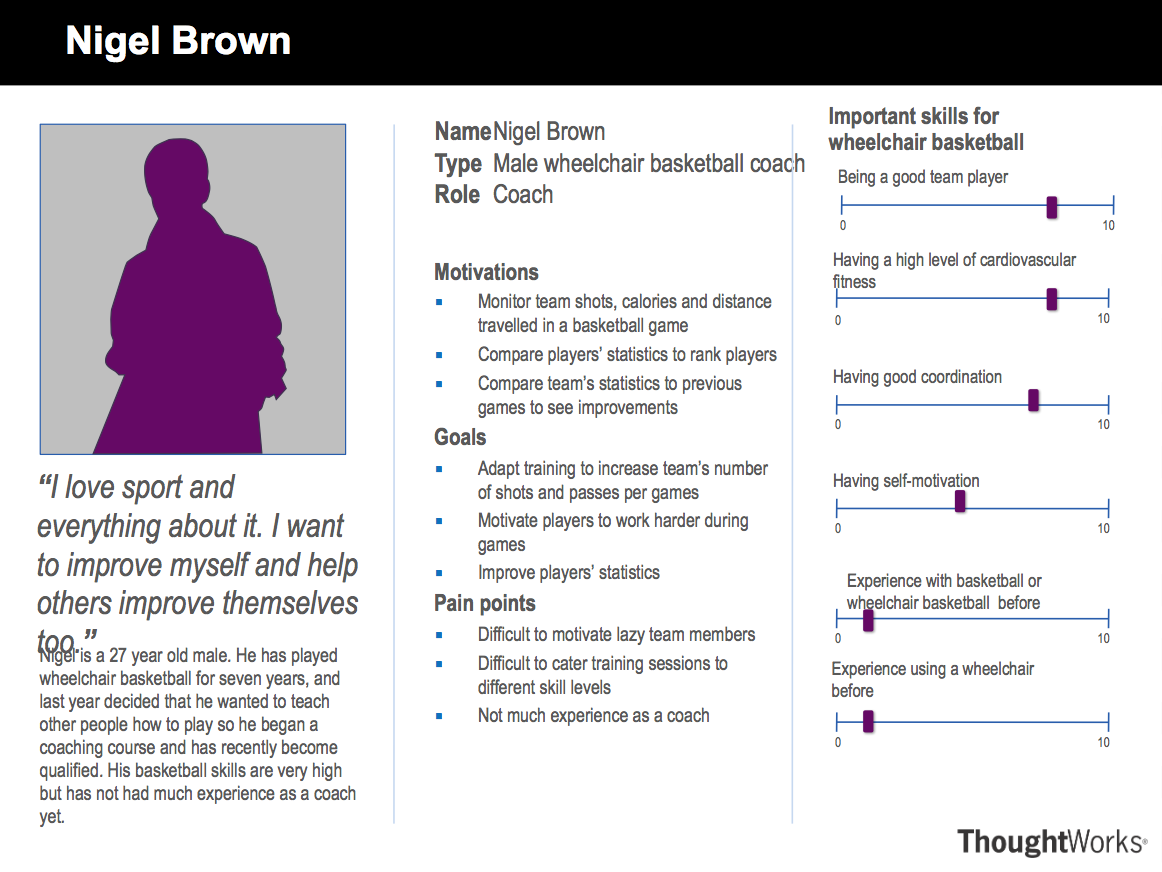 Nigel Brown
“I love sport and
everything about it. I want
to improve myself and help
others improve themselves
too.”
Nigel is a 27 year old male. He has played
wheelchair basketball for seven years, and
last year decided that he wanted to teach
other people how to play so he began a
coaching course and has recently become
qualified. His basketball skills are very high
but has not had much experience as a coach
yet.
Name Nigel Brown
Type Male wheelchair basketball coach
Role Coach
Motivations
▪ Monitor team shots, calories and distance
travelled in a basketball game
▪ Compare players’ statistics to rank players
▪ Compare team’s statistics to previous
games to see improvements
Goals
▪ Adapt training to increase team’s number
of shots and passes per games
▪ Motivate players to work harder during
games
▪ Improve players’ statistics
Pain points
▪ Difficult to motivate lazy team members
▪ Difficult to cater training sessions to
different skill levels
▪ Not much experience as a coach
Important skills for
wheelchair basketball
Being a good team player
0 10
Having a high level of cardiovascular
fitness
0 10
Having good coordination
0 10
Having self-motivation
0 10
Experience with basketball or
wheelchair basketball before
0 10
Experience using a wheelchair
before
0 10
ThoughtWorks®